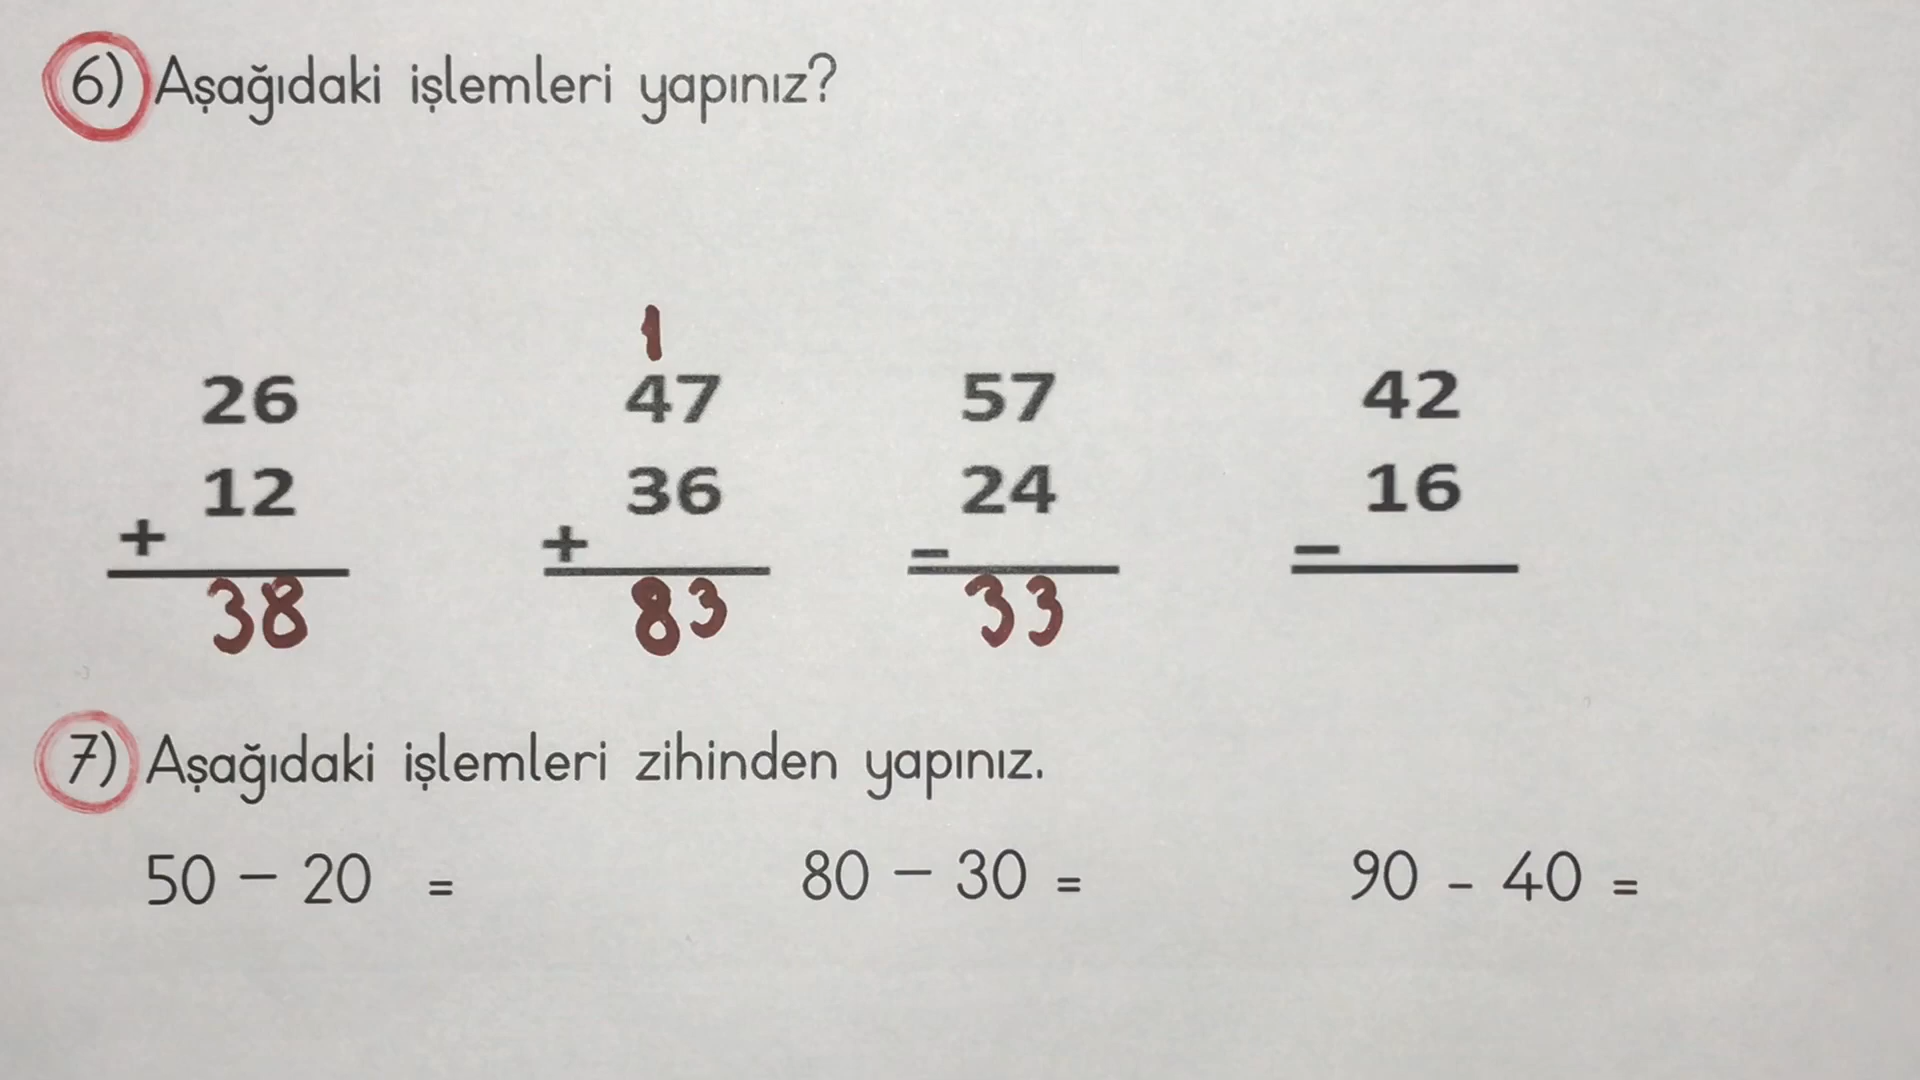 6) Aşağıdaki işlemleri yapınız?
1
26 47 57 42
12 36 24 16
+ + - -
38 83 33
7) Aşağıdaki işlemleri zihinden yapınız.
50 - 20 = 80 - 30 = 90 - 40 =